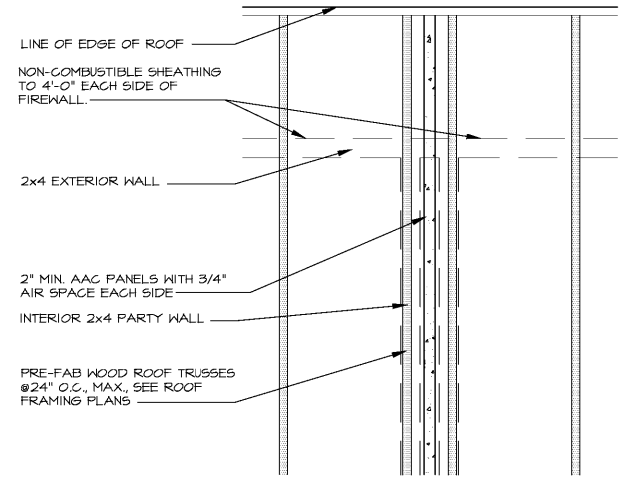 LINE OF EDGE OF ROOF
NON-COMBUSTIBLE SHEATHING
TO 4'-0" EACH SIDE OF
FIREWALL.
2x4 EXTERIOR WALL
2" MIN. AAC PANELS WITH 3/4"
AIR SPACE EACH SIDE
INTERIOR 2x4 PARTY WALL
PRE-FAB WOOD ROOF TRUSSES
@24" O.C., MAX., SEE ROOF
FRAMING PLANS